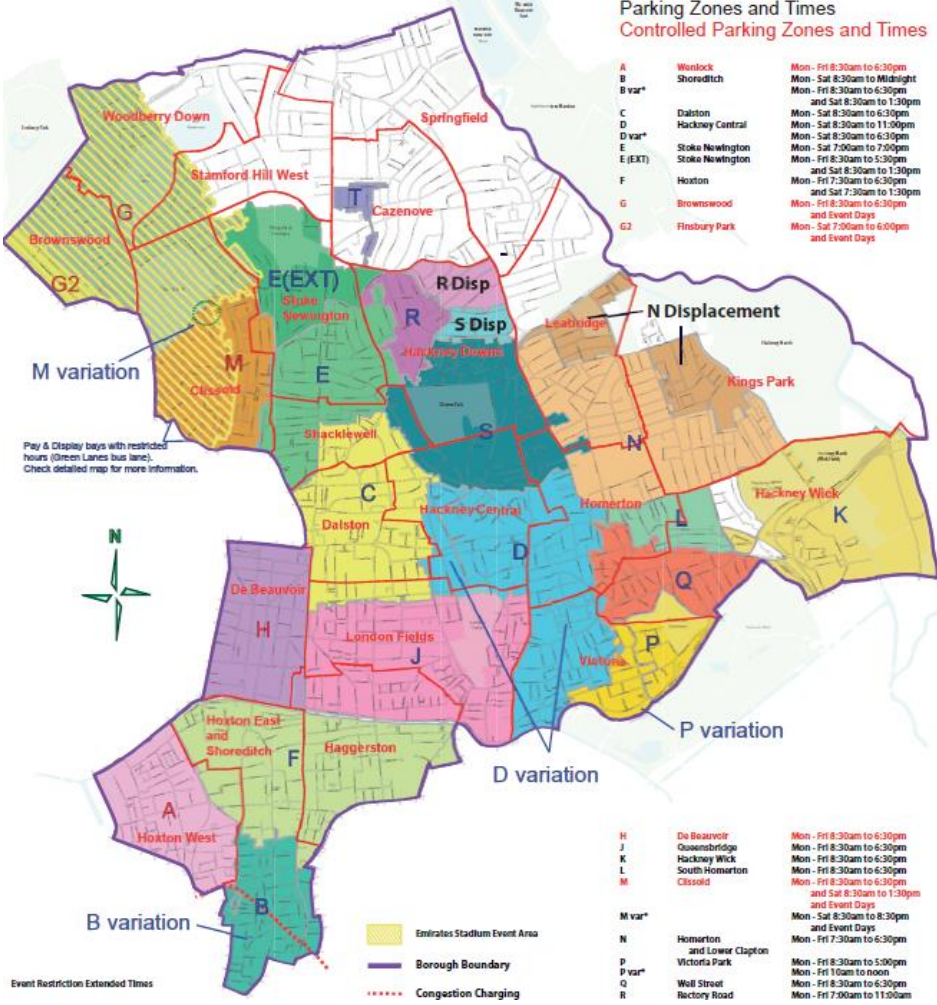 Parking Zones and Times
Controlled Parking Zones and Times
A Wenlock Mon - Fri 8:30am to 6:30pm
B Shoreditch Mon - Sat 8:30am to Midnight
B var* Mon - Fri 8:30am to 6:30pm
and Sat 8:30am to 1:30pm
C Dalston Mon - Sat 8:30am to 6:30pm
D Hackney Central Mon - Sat 8:30am to 11:00pm
D var* Mon - Sat 8:30am to 6:30pm
E Stoke Newington Mon - Sat 7:00am to 7:00pm
E (EXT) Stoke Newington Mon - Fri 8:30am to 5:30pm
and Sat 8:30am to 1:30pm
F Hoxton Mon - Fri 7:30am to 6:30pm
and Sat 7:30am to 1:30pm
G Brownswood Mon - Fri 8:30am to 6:30pm
and Event Days
G2 Finsbury Park Mon - Sat 7:00am to 6:00pm
and Event Days
Woodberry Down
Springfield
Stamford Hill West
T
Cazenove
G
Brownswood
G2
E(EXT)
Stoke
Newington
R Disp
R
S Disp
Hackney Downs
Leabridge
N Displacement
Kings Park
M variation
M
Clissold
E
Pay & Display bays with restricted
hours (Green Lanes bus lane).
Check detailed map for more information.
Shacklewell
S
N
C
Dalston
Hackney Central
Homerton
L
Hackney Wick
K
N
D
De Beauvoir
H
Q
London Fields
J
Victoria
P
P variation
D variation
Hoxton East
and
Shoreditch
F
Haggerston
A
Hoxton West
B
B variation
H De Beauvoir Mon - Fri 8:30am to 6:30pm
J Queensbridge Mon - Fri 8:30am to 6:30pm
K Hackney Wick Mon - Fri 8:30am to 6:30pm
L South Homerton Mon - Fri 8:30am to 6:30pm
M Clissold Mon - Fri 8:30am to 6:30pm
and Sat 8:30am to 1:30pm
and Event Days
M var* Mon - Sat 8:30am to 8:30pm
and Event Days
N Homerton Mon - Fri 7:30am to 6:30pm
and Lower Clapton
P Victoria Park Mon - Fri 8:30am to 5:00pm
P var* Mon - Fri 10am to noon
Q Well Street Mon - Fri 8:30am to 6:30pm
R Rectory Road Mon - Fri 7:00am to 11:00am
Emirates Stadium Event Area
Borough Boundary
Congestion Charging
Event Restriction Extended Times